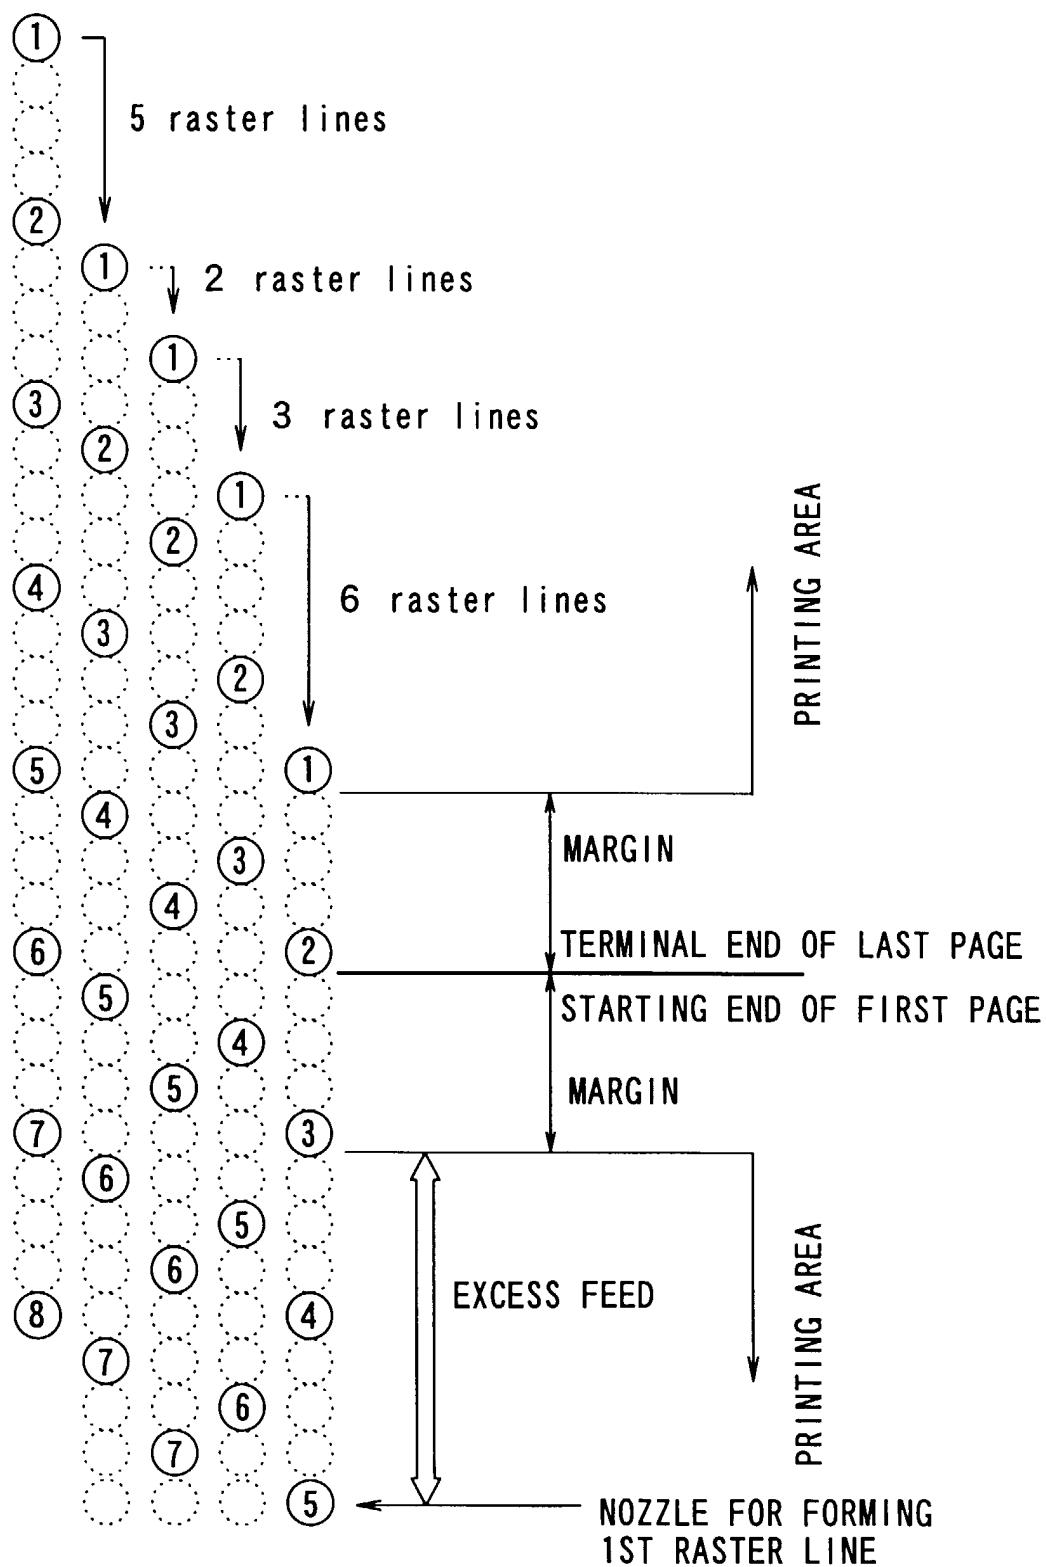 1
5 raster lines
2
1
2 raster lines
1
3
3 raster lines
2
1
2
4
6 raster lines
3
2
3
5
1
4
3
MARGIN
4
6
2
TERMINAL END OF LAST PAGE
5
STARTING END OF FIRST PAGE
4
5
MARGIN
7
3
6
5
6
EXCESS FEED
8
4
7
6
7
5
NOZZLE FOR FORMING
1ST RASTER LINE
PRINTING AREA
PRINTING AREA